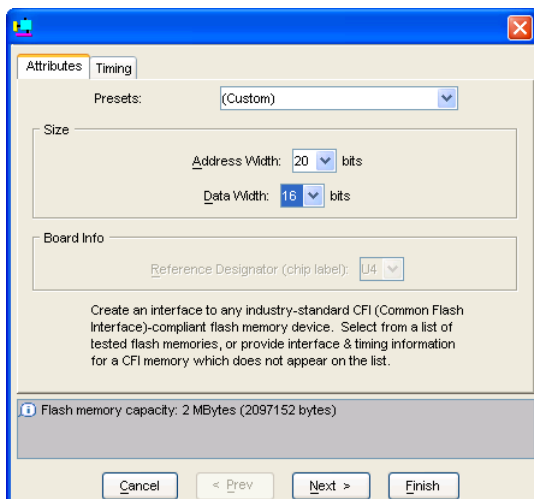 Attributes Timing
Presets: (Custom)
Size
Address Width: 20 bits
Data Width: 16 bits
Board Info
Reference Designator (chip label): U4
Create an interface to any industry-standard CFI (Common Flash
Interface)-compliant flash memory device. Select from a list of
tested flash memories, or provide interface & timing information
for a CFI memory which does not appear on the list.
Flash memory capacity: 2 MBytes (2097152 bytes)
Cancel < Prev Next > Finish